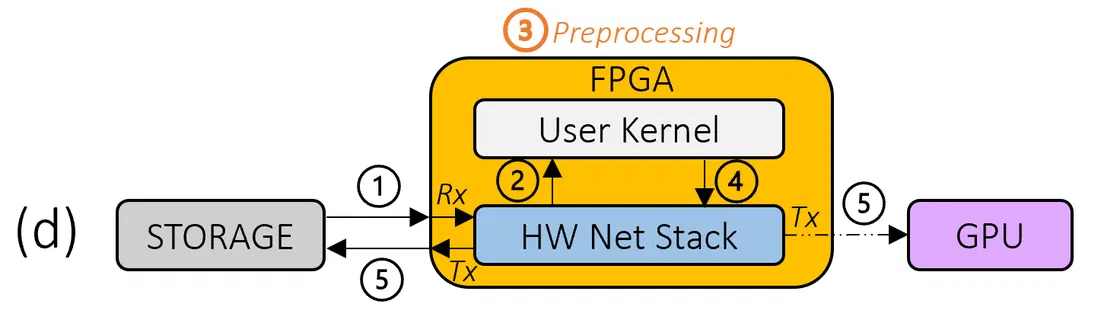 ③ Preprocessing
FPGA
User Kernel
① Rx ② ④
(d) STORAGE HW Net Stack Tx ⑤ GPU
⑤ Tx